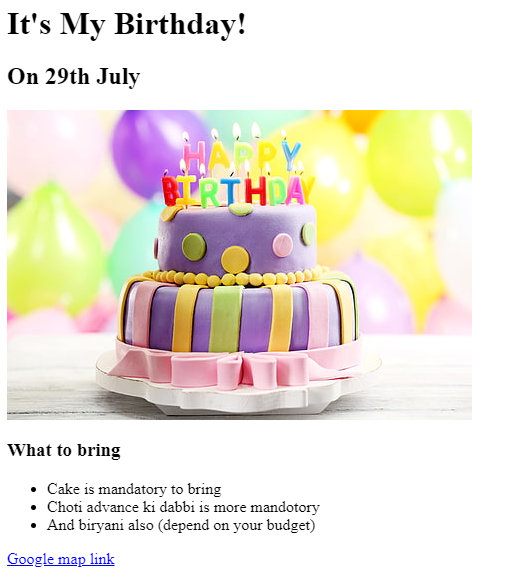 It's My Birthday!
On 29th July
HAPPY
BIRTHDAY
What to bring
Cake is mandatory to bring
Choti advance ki dabbi is more mandotory
And biryani also (depend on your budget)
Google map link